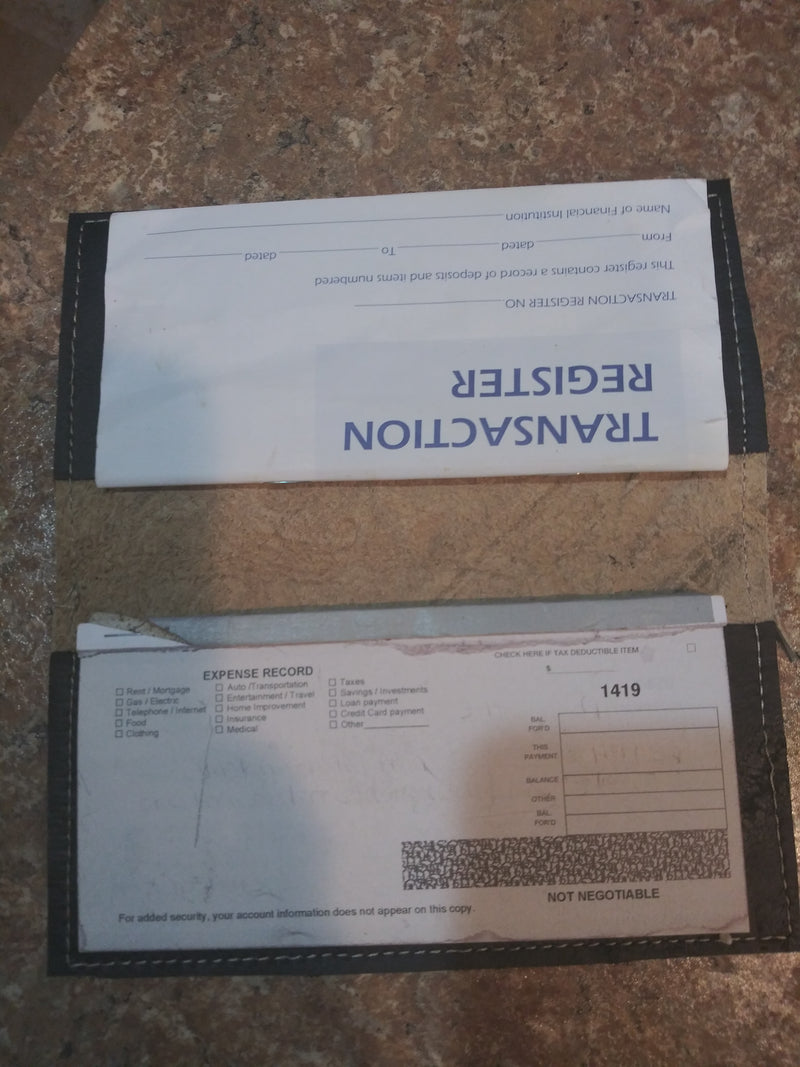 TRANSACTION
REGISTER
TRANSACTION REGISTER NO
This register contains a record of deposits and items numbered
From dated To dated
Name of Financial Institution
CHECK HERE IF TAX DEDUCTIBLE ITEM
$
EXPENSE RECORD
1419
Rent / Mortgage
Gas / Electric
Telephone / Internet
Food
Clothing
Auto /Transportation
Entertainment / Travel
Home Improvement
Insurance
Medical
Taxes
Savings / Investments
Loan payment
Credit Card payment
Other
BAL.
FOR'D
THIS
PAYMENT
BALANCE
OTHER
BAL.
FOR'D
NOT NEGOTIABLE
For added security, your account information does not appear on this copy.